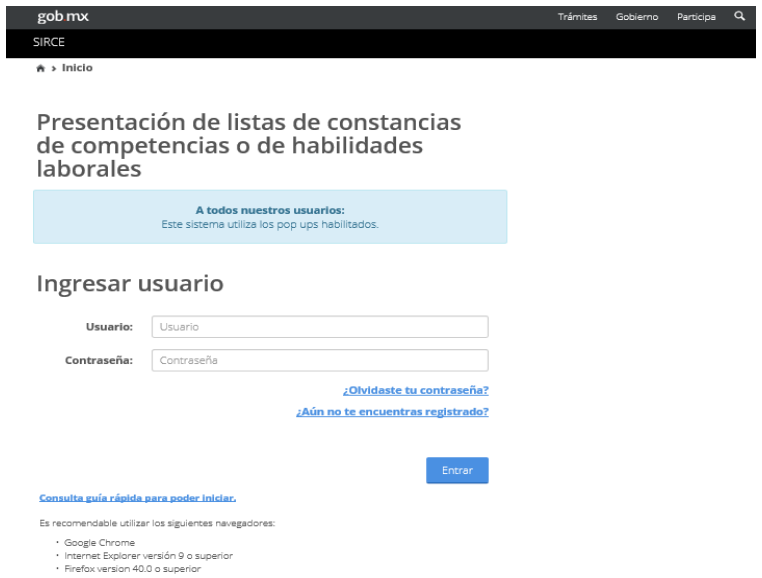 gob.mx
Trámites Gobierno Participa
SIRCE
> Inicio
Presentación de listas de constancias
de competencias o de habilidades
laborales
A todos nuestros usuarios:
Este sistema utiliza los pop ups habilitados.
Ingresar usuario
Usuario: Usuario
Contraseña: Contraseña
¿Olvidaste tu contraseña?
¿Aún no te encuentras registrado?
Entrar
Consulta guía rápida para poder iniciar.
Es recomendable utilizar los siguientes navegadores:
• Google Chrome
• Internet Explorer versión 9 o superior
• Firefox version 40.0 o superior